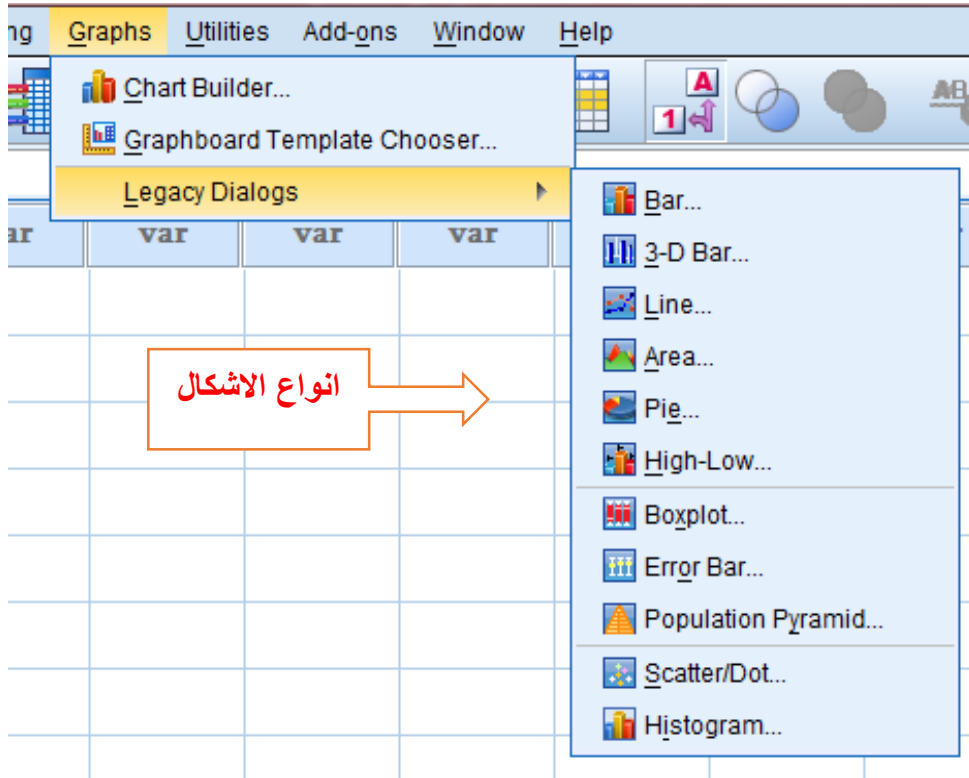 ng Graphs Utilities Add-ons Window Help
Chart Builder...
Graphboard Template Chooser...
Legacy Dialogs
ar var var var
Bar...
3-D Bar...
Line...
Area...
Pie...
High-Low...
Boxplot...
Error Bar...
Population Pyramid...
Scatter/Dot...
Histogram...
انواع الاشكال
A
1